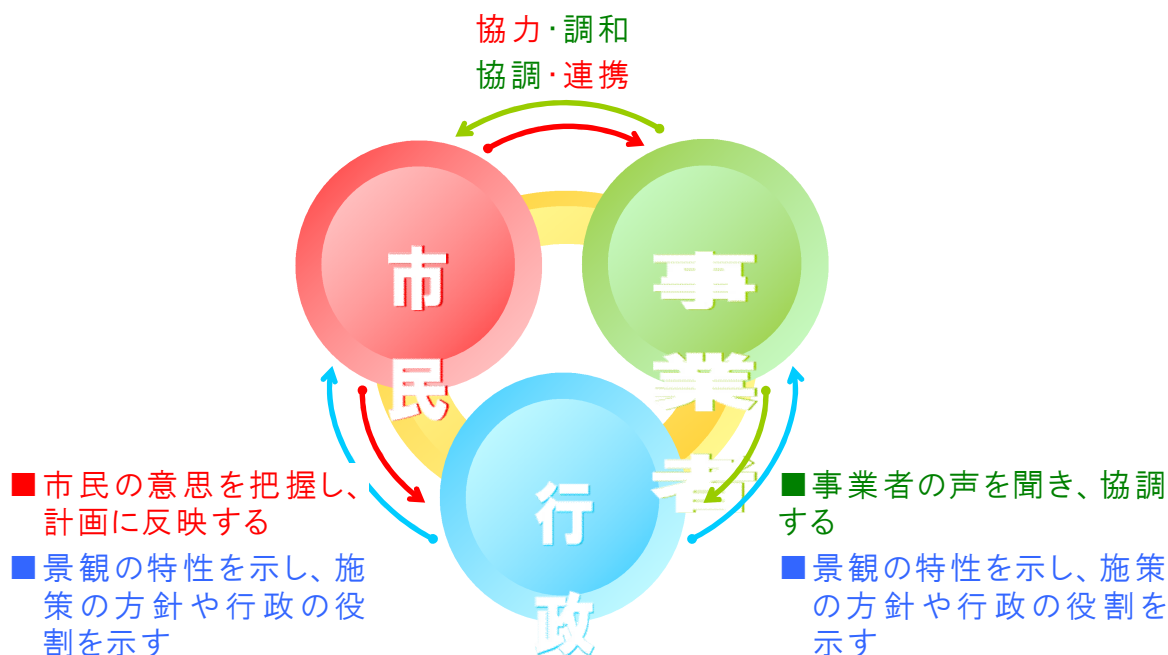 協力・調和
協調・連携
市民
事業者
行政
■市民の意思を把握し、
計画に反映する
■景観の特性を示し、施
策の方針や行政の役
割を示す
■事業者の声を聞き、協調
する
■景観の特性を示し、施策
の方針や行政の役割を
示す